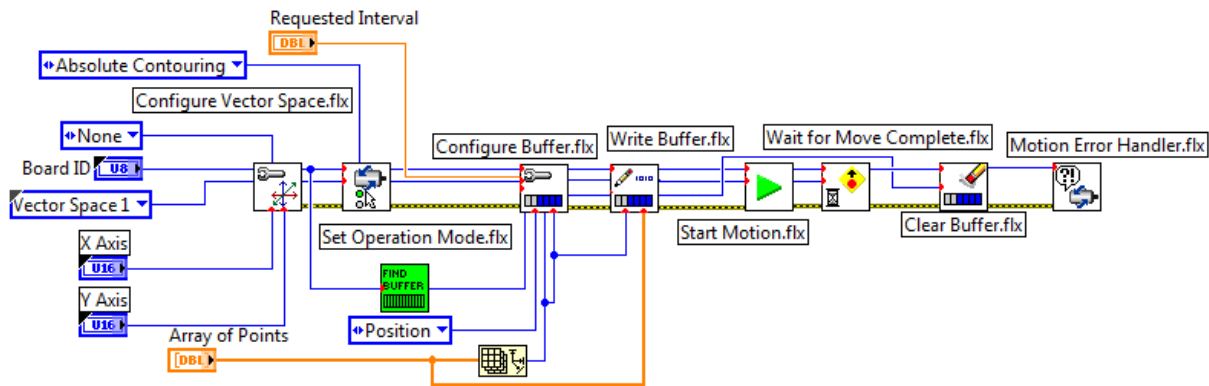 Requested Interval
DBL
Absolute Contouring
Configure Vector Space.flx
None
Configure Buffer.flx
Write Buffer.flx
Wait for Move Complete.flx
Motion Error Handler.flx
Board ID
U8
Vector Space 1
Set Operation Mode.flx
Start Motion.flx
Clear Buffer.flx
X Axis
U16
FIND
BUFFER
Y Axis
U16
Position
Array of Points
[DBL]
?!
1010